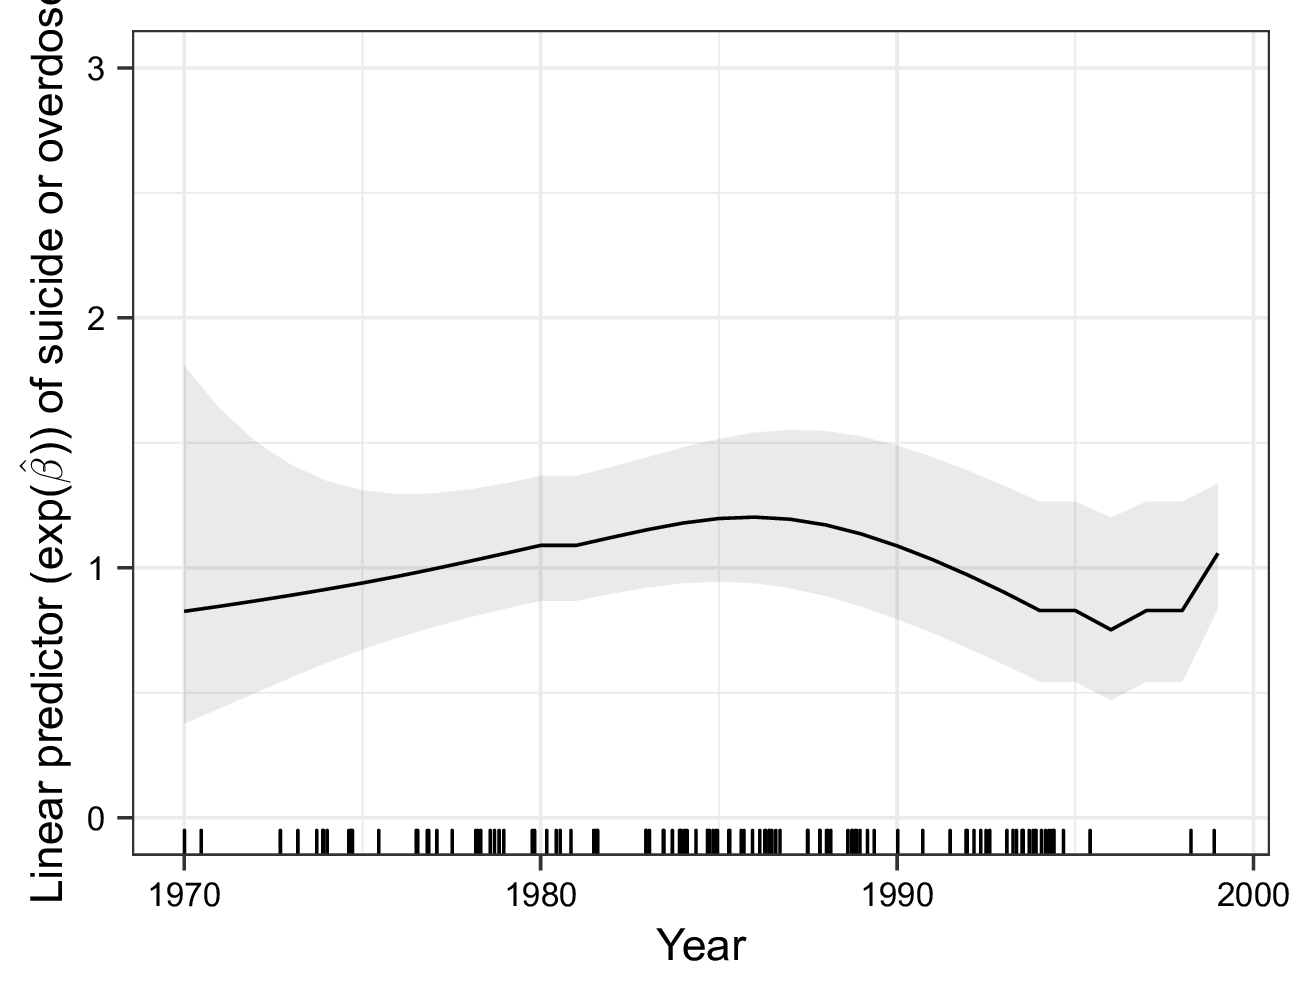 Linear predictor (exp(β̂)) of suicide or overdose
3
2
1
0
1970 1980 1990 2000
Year